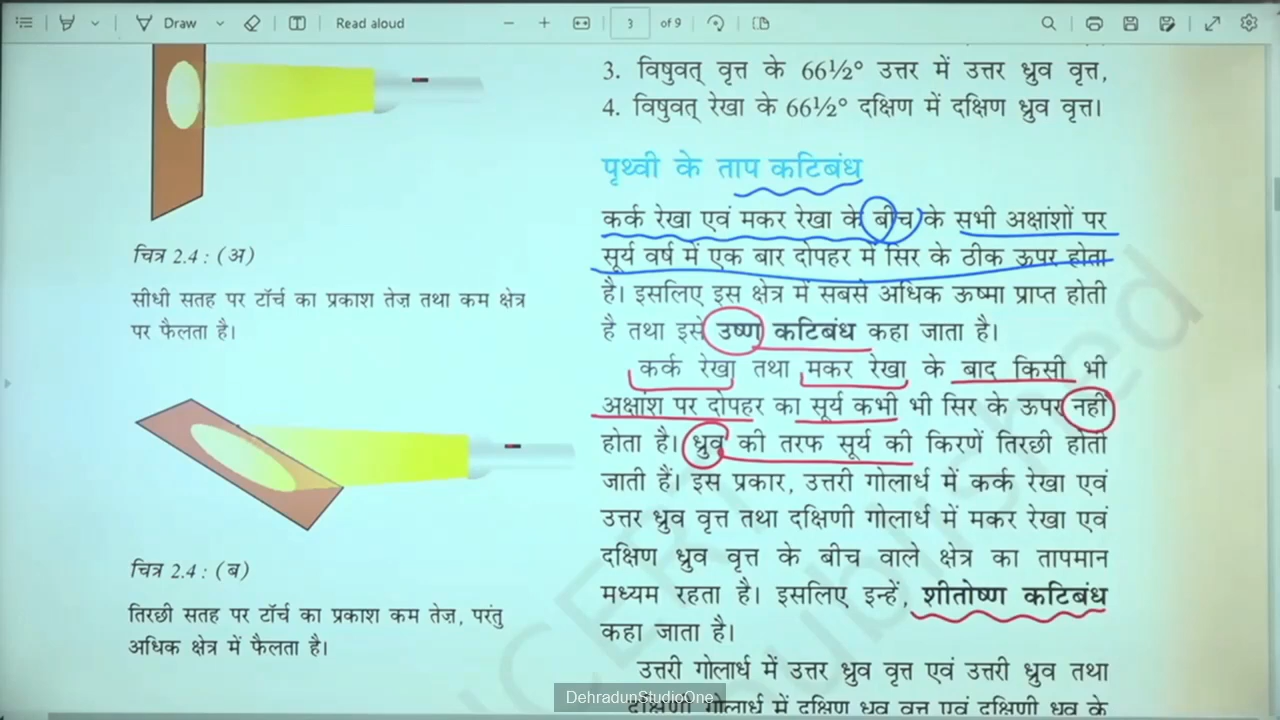 Draw
Read aloud
3 of 9
चित्र 2.4 : (अ)
सीधी सतह पर टॉर्च का प्रकाश तेज़ तथा कम क्षेत्र
पर फैलता है।
चित्र 2.4 : (ब)
तिरछी सतह पर टॉर्च का प्रकाश कम तेज़, परंतु
अधिक क्षेत्र में फैलता है।
3. विषुवत् वृत्त के 66½° उत्तर में उत्तर ध्रुव वृत्त,
4. विषुवत् रेखा के 66½° दक्षिण में दक्षिण ध्रुव वृत्त।
पृथ्वी के ताप कटिबंध
कर्क रेखा एवं मकर रेखा के बीच के सभी अक्षांशों पर
सूर्य वर्ष में एक बार दोपहर में सिर के ठीक ऊपर होता
है। इसलिए इस क्षेत्र में सबसे अधिक ऊष्मा प्राप्त होती
है तथा इसे उष्ण कटिबंध कहा जाता है।
कर्क रेखा तथा मकर रेखा के बाद किसी भी
अक्षांश पर दोपहर का सूर्य कभी भी सिर के ऊपर नहीं
होता है। ध्रुव की तरफ सूर्य की किरणें तिरछी होती
जाती हैं। इस प्रकार, उत्तरी गोलार्ध में कर्क रेखा एवं
उत्तर ध्रुव वृत्त तथा दक्षिणी गोलार्ध में मकर रेखा एवं
दक्षिण ध्रुव वृत्त के बीच वाले क्षेत्र का तापमान
मध्यम रहता है। इसलिए इन्हें, शीतोष्ण कटिबंध
कहा जाता है।
उत्तरी गोलार्ध में उत्तर ध्रुव वृत्त एवं उत्तरी ध्रुव तथा
दक्षिणी गोलार्ध में दक्षिण ध्रुव वृत्त एवं दक्षिणी ध्रुव के
DehradunStudioOne